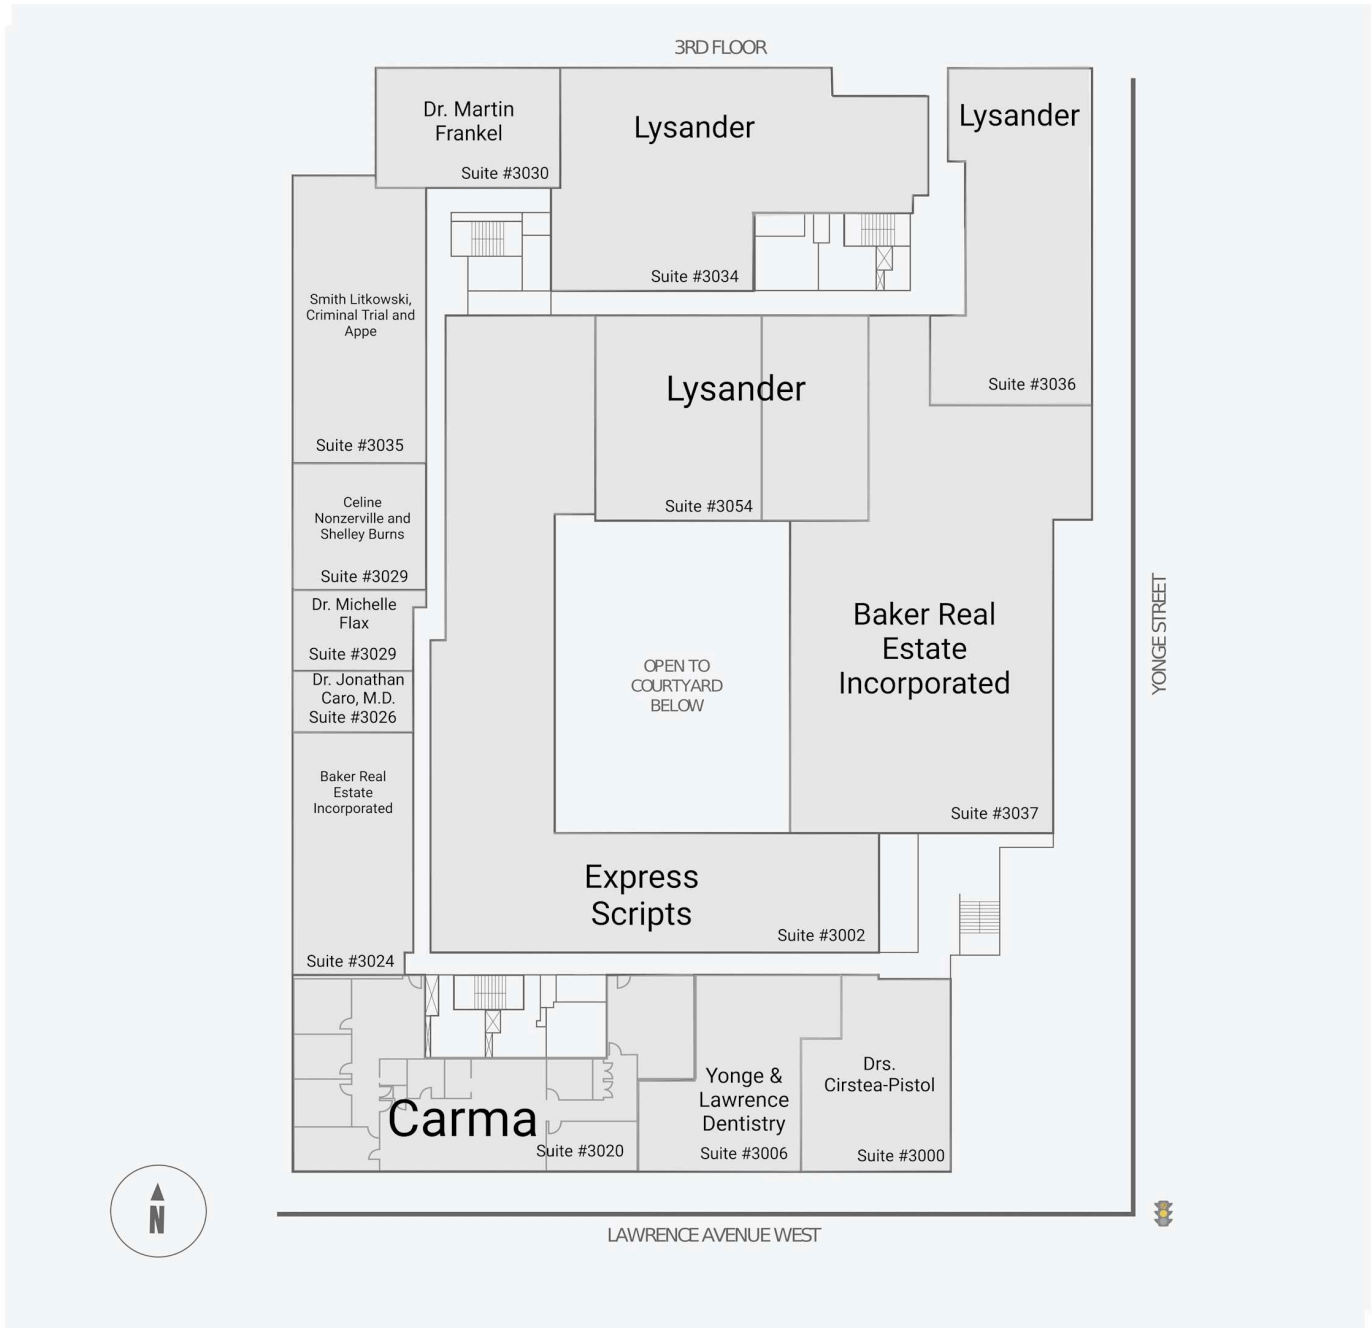 3RD FLOOR
Dr. Martin
Frankel
Suite #3030
Lysander
Suite #3034
Lysander
Suite #3036
Smith Litkowski,
Criminal Trial and
Appe
Suite #3035
Lysander
Suite #3054
Celine
Nonzerville and
Shelley Burns
Suite #3029
Dr. Michelle
Flax
Suite #3029
Dr. Jonathan
Caro, M.D.
Suite #3026
Baker Real
Estate
Incorporated
Suite #3024
OPEN TO
COURTYARD
BELOW
Baker Real
Estate
Incorporated
Suite #3037
YONGE STREET
Express
Scripts
Suite #3002
Carma
Suite #3020
Yonge &
Lawrence
Dentistry
Suite #3006
Drs.
Cirstea-Pistol
Suite #3000
N
LAWRENCE AVENUE WEST